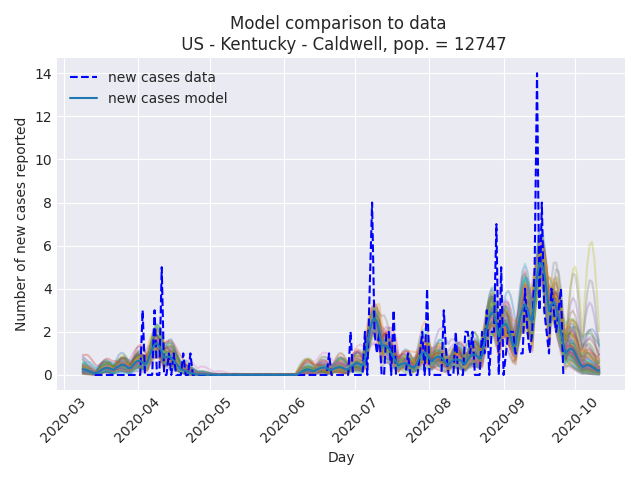 Model comparison to data
US - Kentucky - Caldwell, pop. = 12747
new cases data
new cases model
Number of new cases reported
14
12
10
8
6
4
2
0
2020-03
2020-04
2020-05
2020-06
2020-07
2020-08
2020-09
2020-10
Day